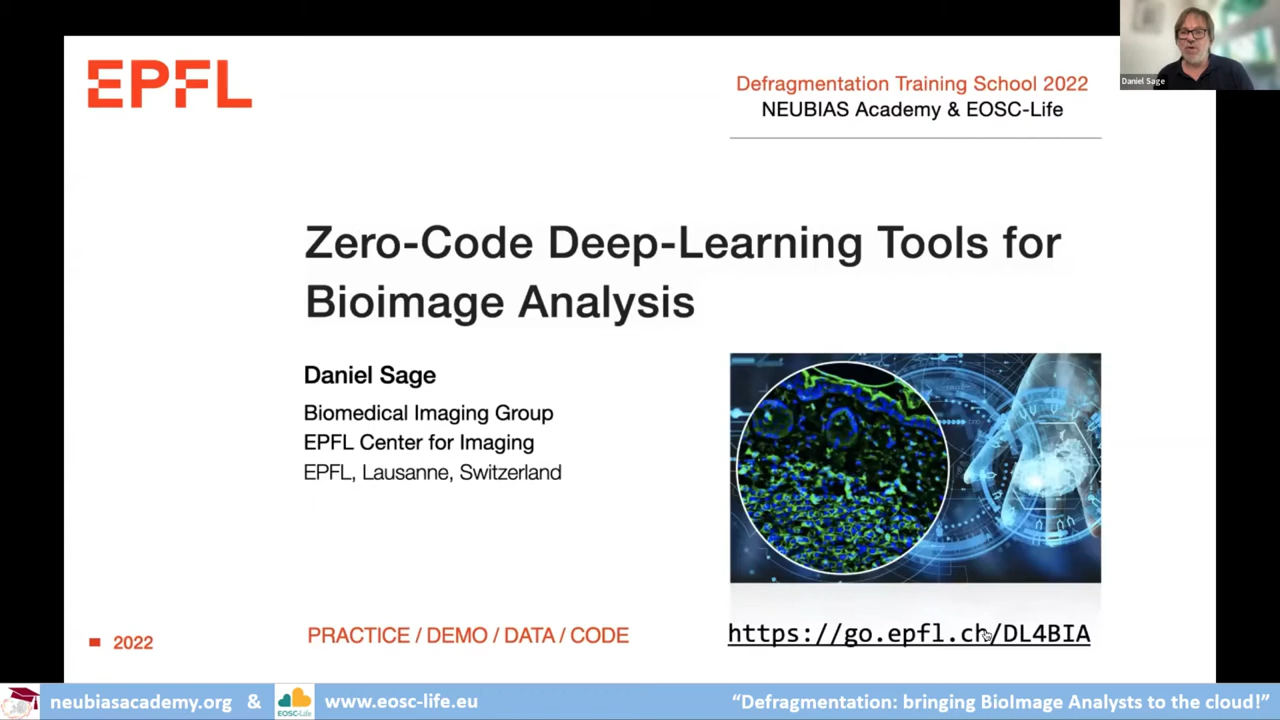 EPFL
Defragmentation Training School 2022
NEUBIAS Academy & EOSC-Life
Daniel Sage
Zero-Code Deep-Learning Tools for
Bioimage Analysis
Daniel Sage
Biomedical Imaging Group
EPFL Center for Imaging
EPFL, Lausanne, Switzerland
2022
PRACTICE / DEMO / DATA / CODE
https://go.epfl.ch/DL4BIA
neubiasacademy.org & EOSC-Life www.eosc-life.eu “Defragmentation: bringing BioImage Analysts to the cloud!”